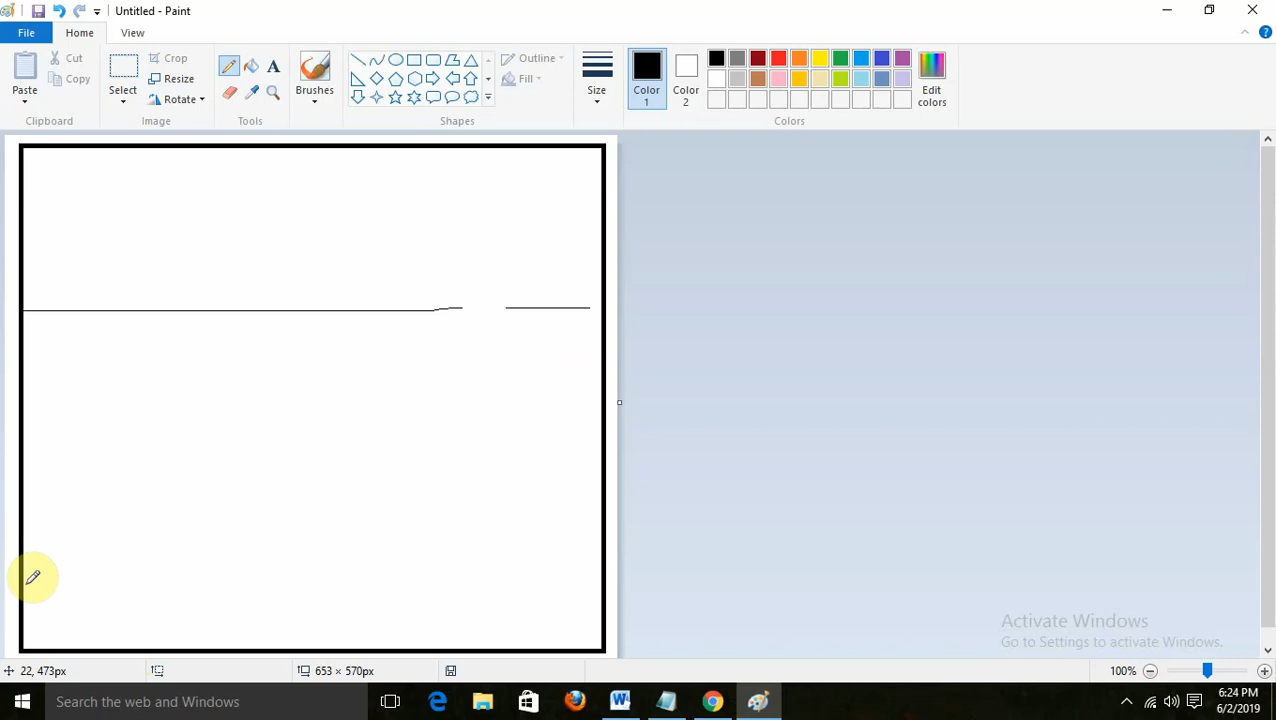 Untitled - Paint
File Home View
Paste
Cut
Copy
Clipboard
Select
Crop
Resize
Rotate
Image
Tools
Brushes
Outline
Fill
Shapes
Size
Color 1
Color 2
Edit colors
Colors
Activate Windows
Go to Settings to activate Windows.
22, 473px 653 × 570px 100%
Search the web and Windows
6:24 PM
6/2/2019